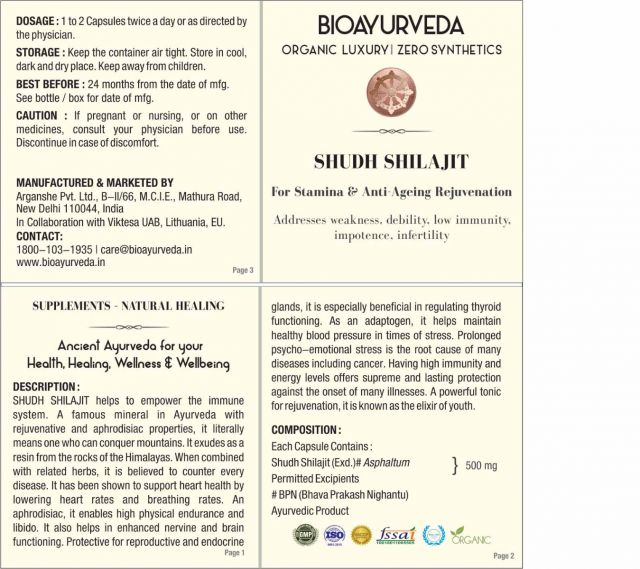 DOSAGE : 1 to 2 Capsules twice a day or as directed by
the physician.
STORAGE : Keep the container air tight. Store in cool,
dark and dry place. Keep away from children.
BEST BEFORE : 24 months from the date of mfg.
See bottle / box for date of mfg.
CAUTION : If pregnant or nursing, or on other
medicines, consult your physician before use.
Discontinue in case of discomfort.
MANUFACTURED & MARKETED BY
Arganshe Pvt. Ltd., B–II/66, M.C.I.E., Mathura Road,
New Delhi 110044, India
In Collaboration with Viktesa UAB, Lithuania, EU.
CONTACT:
1800–103–1935 | care@bioayurveda.in
www.bioayurveda.in
Page 3
BIOAYURVEDA
ORGANIC LUXURY| ZERO SYNTHETICS
SHUDH SHILAJIT
For Stamina & Anti-Ageing Rejuvenation
Addresses weakness, debility, low immunity,
impotence, infertility
SUPPLEMENTS - NATURAL HEALING
Ancient Ayurveda for your
Health, Healing, Wellness & Wellbeing
DESCRIPTION :
SHUDH SHILAJIT helps to empower the immune
system. A famous mineral in Ayurveda with
rejuvenative and aphrodisiac properties, it literally
means one who can conquer mountains. It exudes as a
resin from the rocks of the Himalayas. When combined
with related herbs, it is believed to counter every
disease. It has been shown to support heart health by
lowering heart rates and breathing rates. An
aphrodisiac, it enables high physical endurance and
libido. It also helps in enhanced nervine and brain
functioning. Protective for reproductive and endocrine
Page 1
glands, it is especially beneficial in regulating thyroid
functioning. As an adaptogen, it helps maintain
healthy blood pressure in times of stress. Prolonged
psycho–emotional stress is the root cause of many
diseases including cancer. Having high immunity and
energy levels offers supreme and lasting protection
against the onset of many illnesses. A powerful tonic
for rejuvenation, it is known as the elixir of youth.
COMPOSITION :
Each Capsule Contains :
Shudh Shilajit (Exd.)# Asphaltum } 500 mg
Permitted Excipients
# BPN (Bhava Prakash Nighantu)
Ayurvedic Product
GMP ISO fssai ORGANIC
Page 2